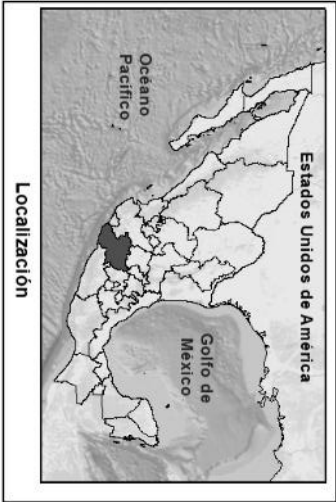 Estados Unidos de América
Golfo de
México
Océano
Pacífico
Localización